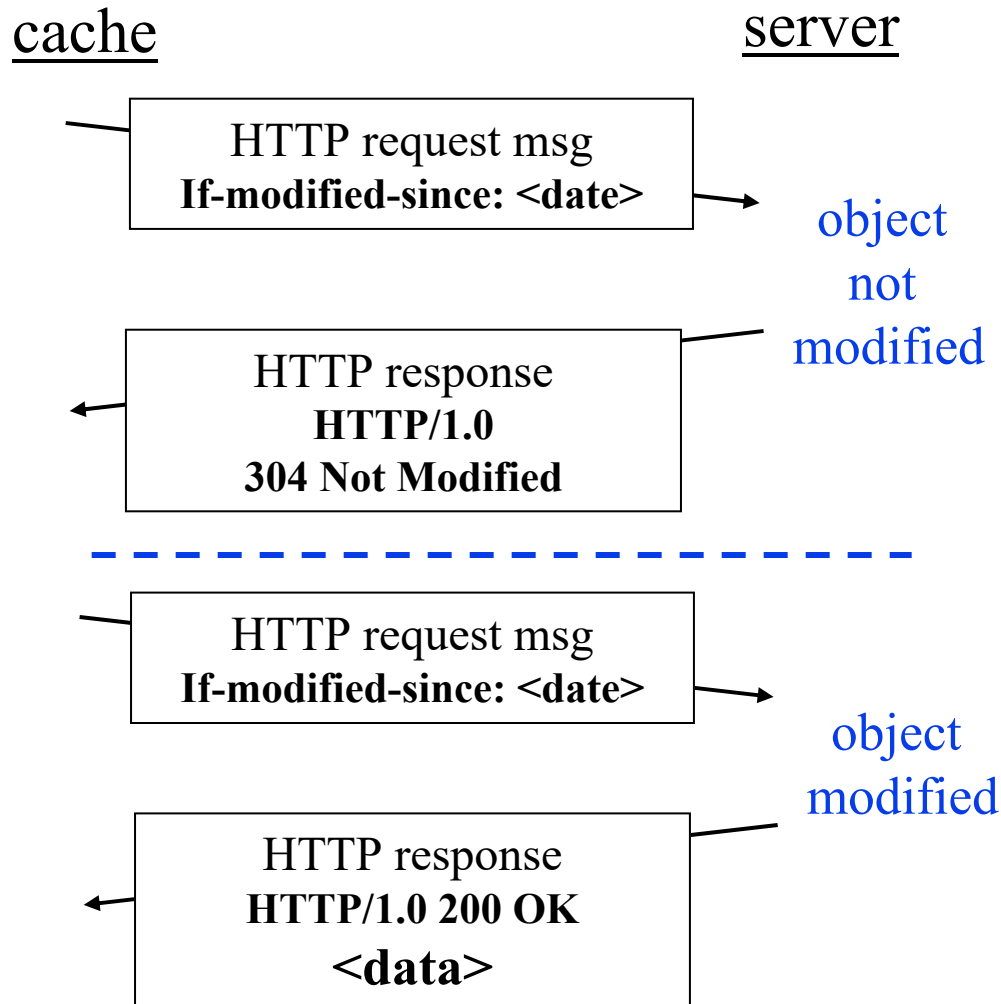 cache
server
HTTP request msg
If-modified-since: <date>
object
not
modified
HTTP response
HTTP/1.0
304 Not Modified
HTTP request msg
If-modified-since: <date>
object
modified
HTTP response
HTTP/1.0 200 OK
<data>